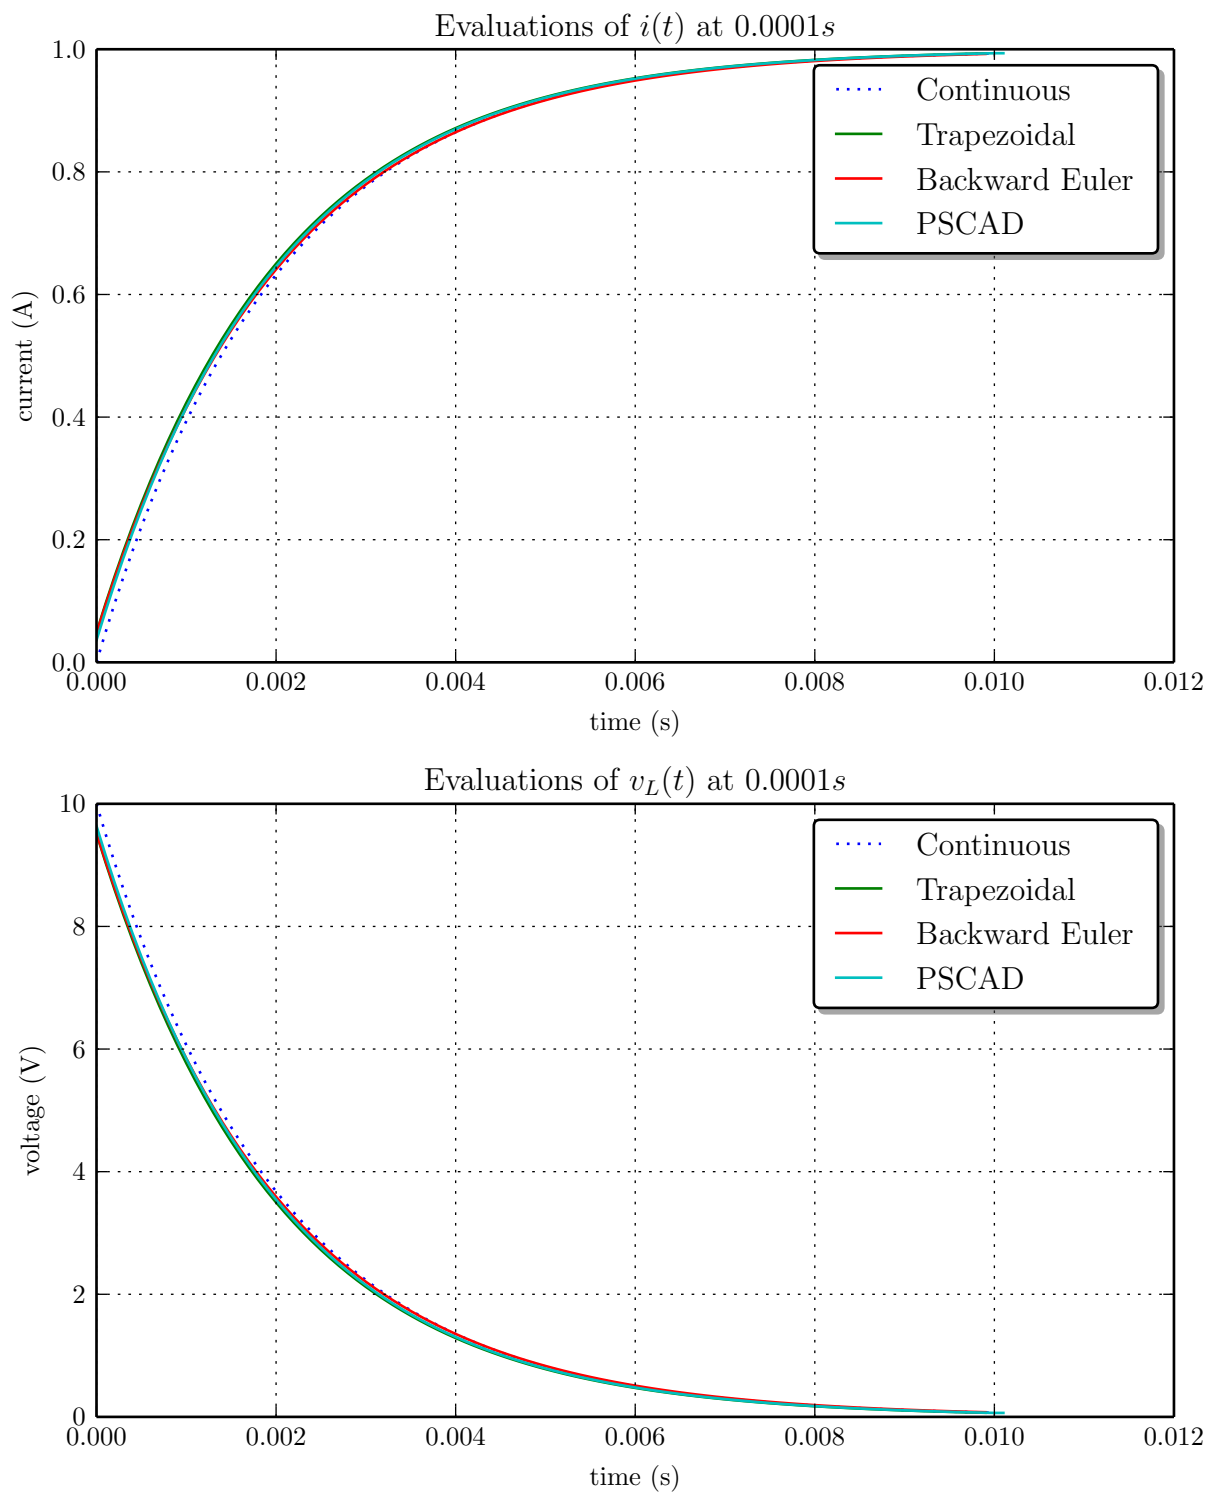 Evaluations of i(t) at 0.0001s
1.0
0.8
0.6
0.4
0.2
0.0
current (A)
Continuous
Trapezoidal
Backward Euler
PSCAD
0.000 0.002 0.004 0.006 0.008 0.010 0.012
time (s)
Evaluations of v_L(t) at 0.0001s
10
8
6
4
2
0
voltage (V)
Continuous
Trapezoidal
Backward Euler
PSCAD
0.000 0.002 0.004 0.006 0.008 0.010 0.012
time (s)